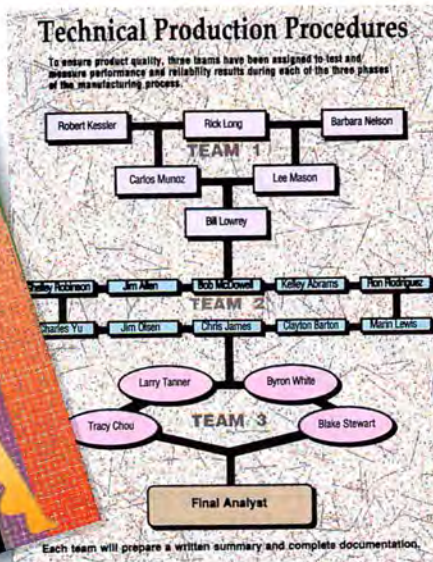 Technical Production Procedures
To ensure product quality, three teams have been assigned to test and
measure performance and reliability results during each of the three phases
of the manufacturing process.
Robert Kessler
Rick Long
Barbara Nelson
TEAM 1
Carlos Munoz
Lee Mason
Bill Lowrey
Shelley Robinson
Jim Allen
Bob McDowell
Kelley Abrams
Ron Rodriguez
TEAM 2
Charles Yu
Jim Olsen
Chris James
Clayton Barton
Marin Lewis
Larry Tanner
Byron White
TEAM 3
Tracy Chou
Blake Stewart
Final Analyst
Each team will prepare a written summary and complete documentation.